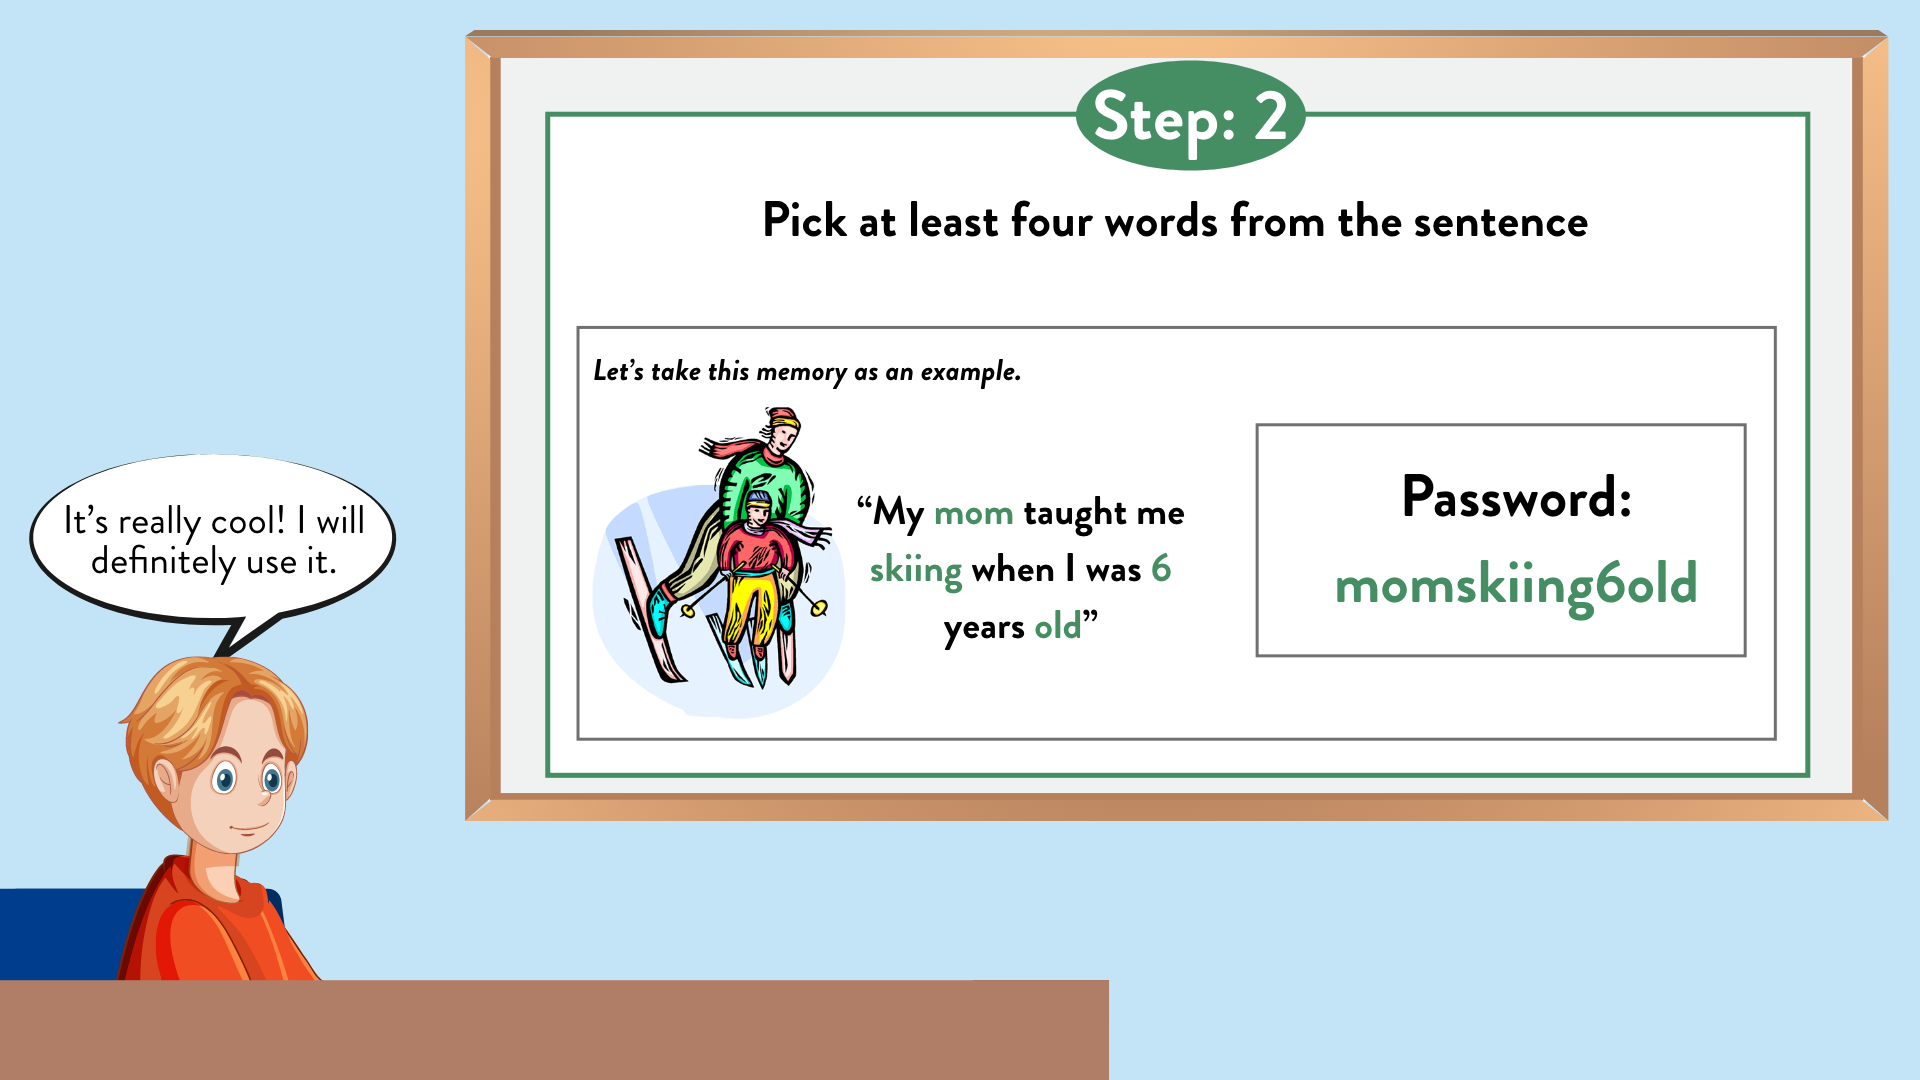 Step: 2
Pick at least four words from the sentence
Let’s take this memory as an example.
“My mom taught me
skiing when I was 6
years old”
Password:
momskiing6old
It’s really cool! I will
definitely use it.